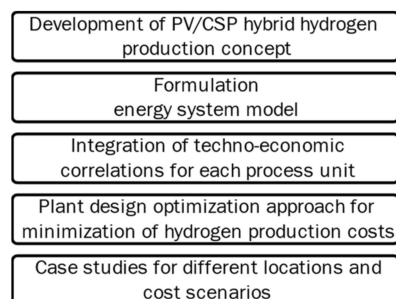 Development of PV/CSP hybrid hydrogen
production concept
Formulation
energy system model
Integration of techno-economic
correlations for each process unit
Plant design optimization approach for
minimization of hydrogen production costs
Case studies for different locations and
cost scenarios